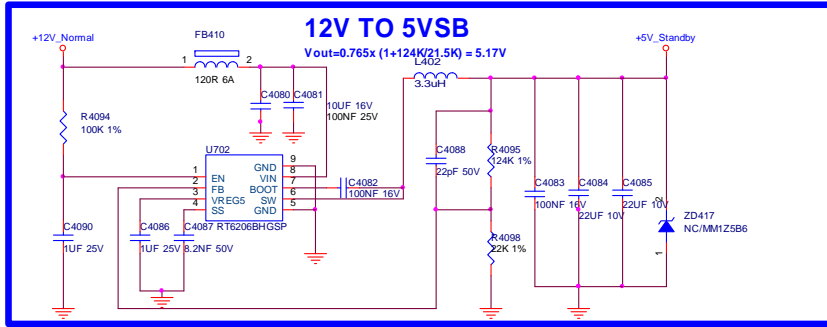 12V TO 5VSB
Vout=0.765x (1+124K/21.5K) = 5.17V
+12V_Normal
FB410
+5V_Standby
1
2
120R 6A
L402
3.3uH
C4080
C4081
10UF 16V
100NF 25V
R4094
100K 1%
U702
1
2
3
4
EN
FB
VREG5
SS
GND
VIN
BOOT
SW
GND
9
8
7
6
5
RT6206BHGSP
C4082
100NF 16V
C4088
22pF 50V
R4095
124K 1%
R4098
22K 1%
C4083
100NF 16V
C4084
22UF 10V
C4085
22UF 10V
2
ZD417
NC/MM1Z5B6
1
C4090
1UF 25V
C4086
1UF 25V
C4087
8.2NF 50V